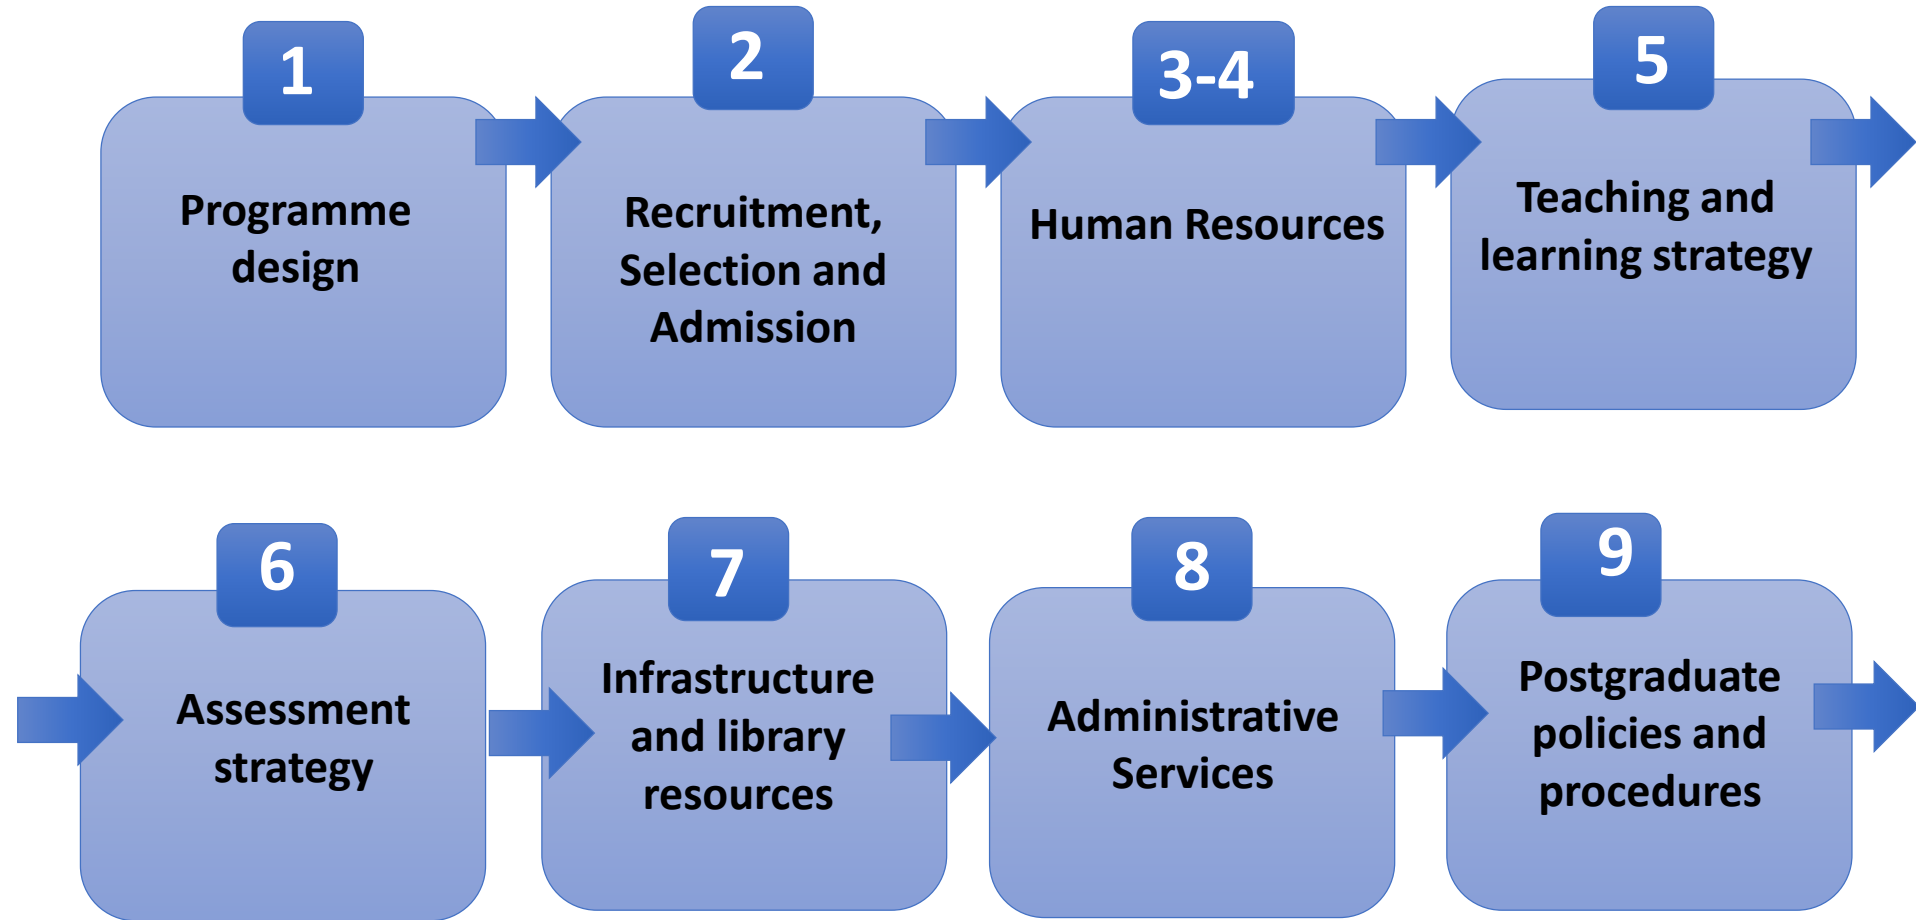 1
Programme
design
2
Recruitment,
Selection and
Admission
3-4
Human Resources
5
Teaching and
learning strategy
6
Assessment
strategy
7
Infrastructure
and library
resources
8
Administrative
Services
9
Postgraduate
policies and
procedures